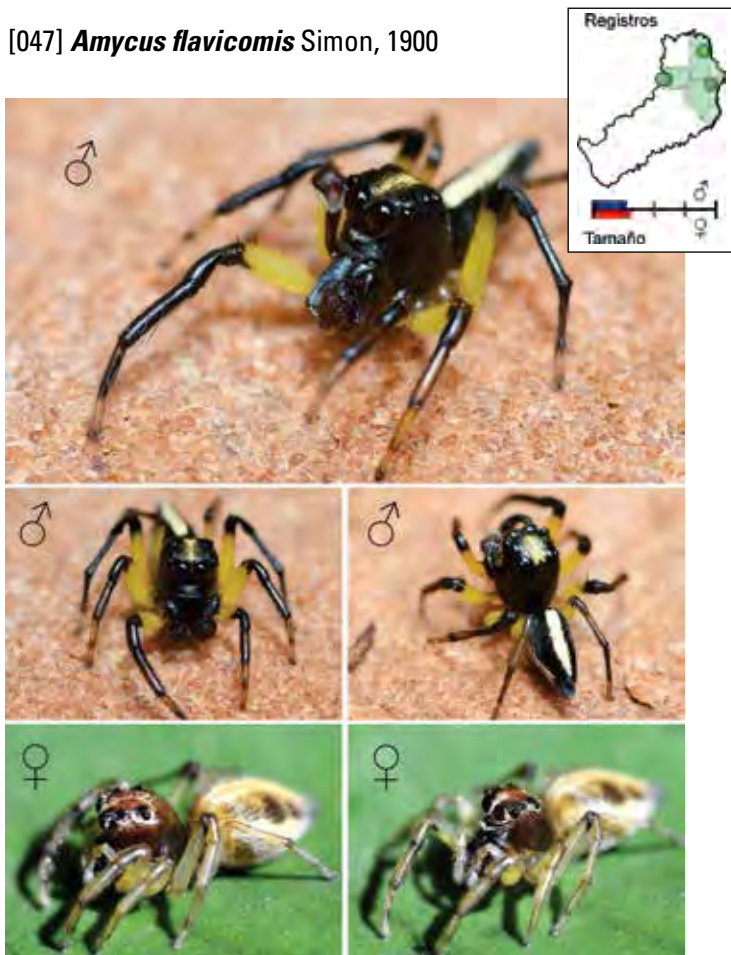 [047] Amycus flavicomis Simon, 1900
Registros
♂
♂
♀
Tamaño
♂
♂
♀
♀